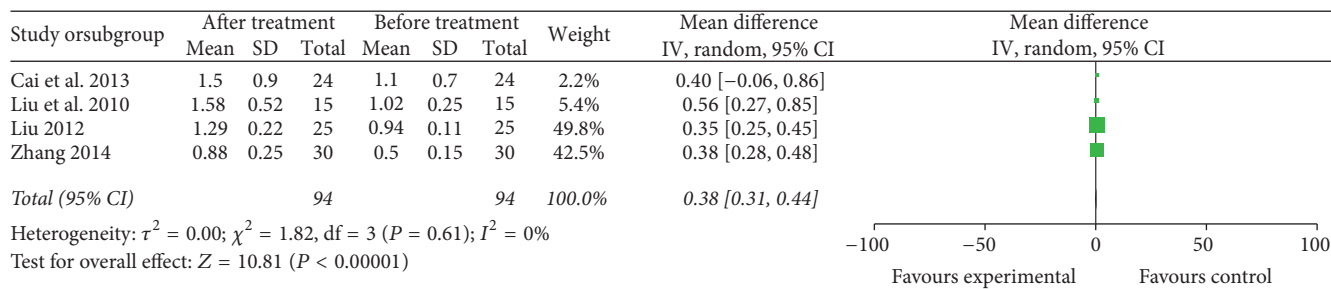 Study orsubgroup After treatment Before treatment Weight Mean difference Mean difference
Mean SD Total Mean SD Total IV, random, 95% CI IV, random, 95% CI
Cai et al. 2013 1.5 0.9 24 1.1 0.7 24 2.2% 0.40 [−0.06, 0.86]
Liu et al. 2010 1.58 0.52 15 1.02 0.25 15 5.4% 0.56 [0.27, 0.85]
Liu 2012 1.29 0.22 25 0.94 0.11 25 49.8% 0.35 [0.25, 0.45]
Zhang 2014 0.88 0.25 30 0.5 0.15 30 42.5% 0.38 [0.28, 0.48]
Total (95% CI) 94 94 100.0% 0.38 [0.31, 0.44]
Heterogeneity: τ² = 0.00; χ² = 1.82, df = 3 (P = 0.61); I² = 0%
Test for overall effect: Z = 10.81 (P < 0.00001)
−100 −50 0 50 100
Favours experimental Favours control